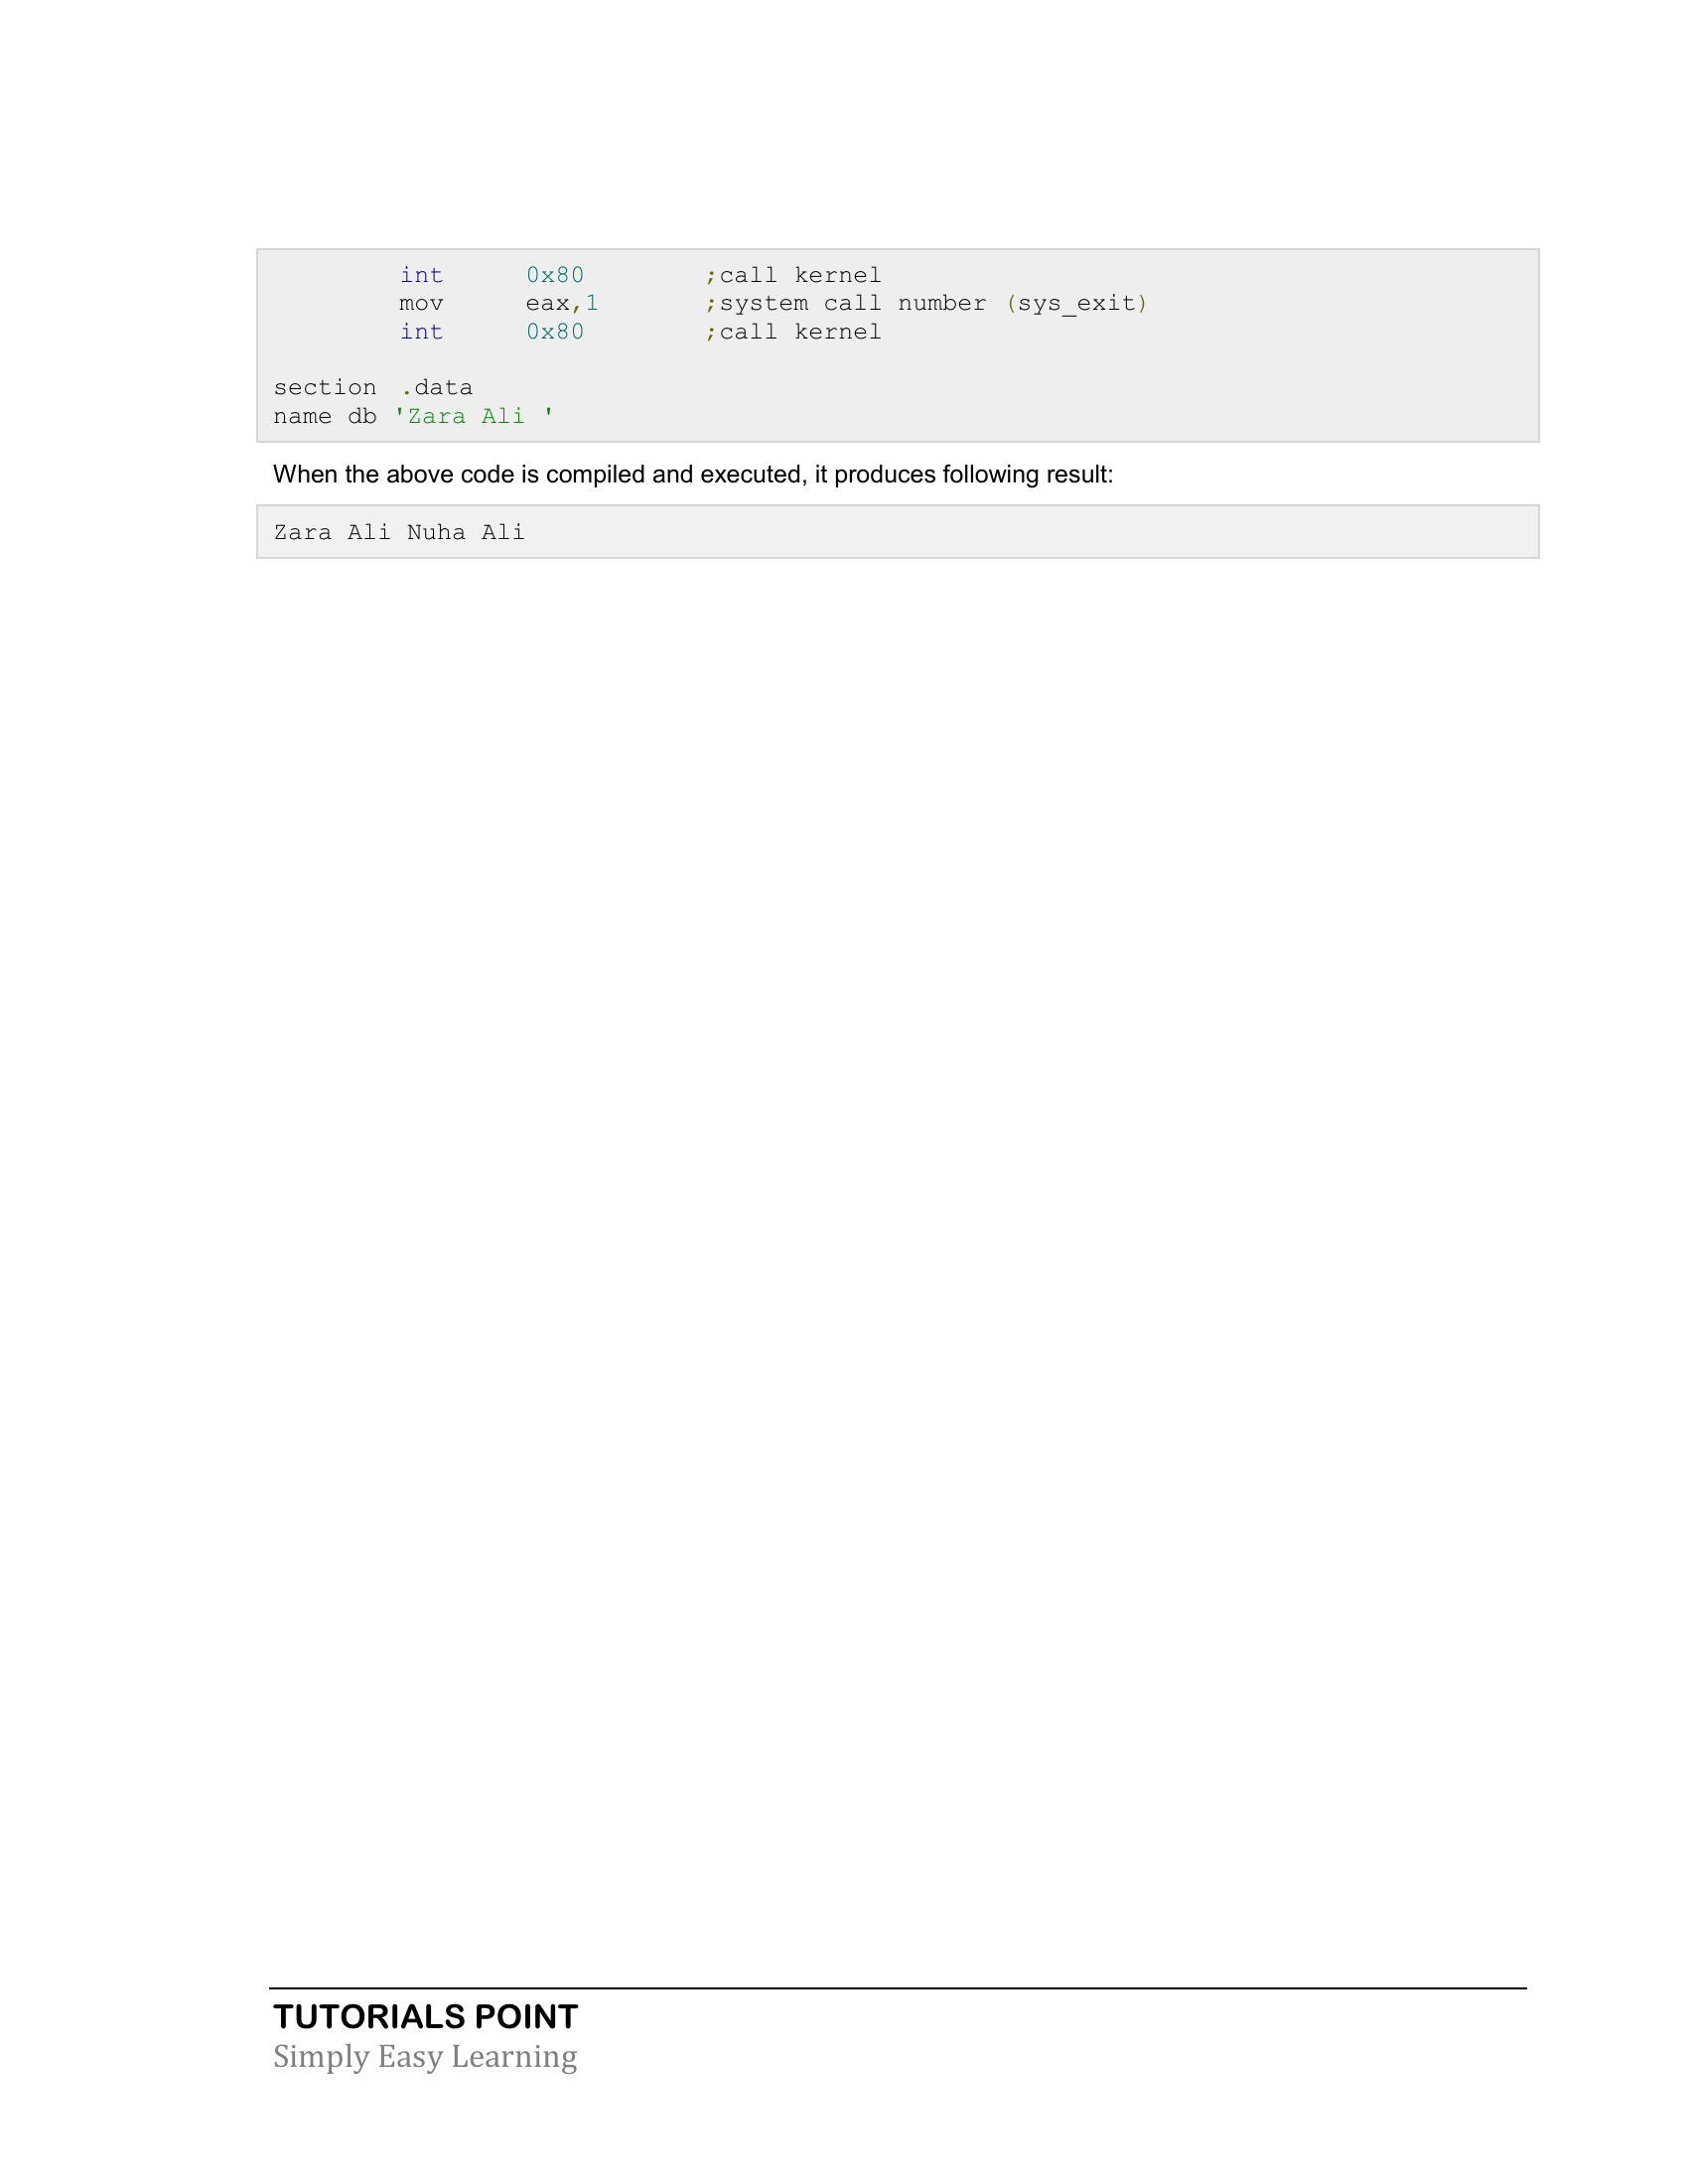 int 0x80 ;call kernel
mov eax,1 ;system call number (sys_exit)
int 0x80 ;call kernel
section .data
name db 'Zara Ali '
When the above code is compiled and executed, it produces following result:
Zara Ali Nuha Ali
TUTORIALS POINT
Simply Easy Learning